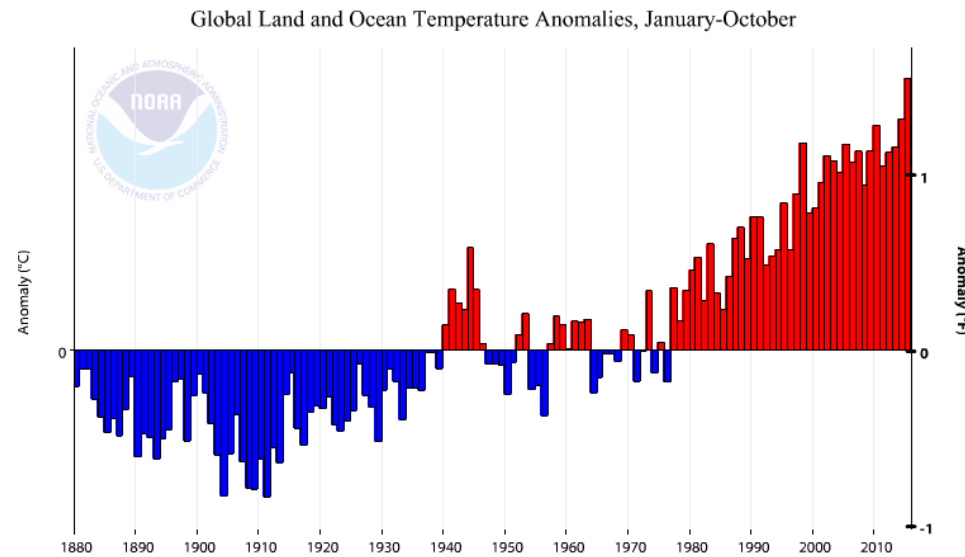 Global Land and Ocean Temperature Anomalies, January-October
NATIONAL OCEANIC AND ATMOSPHERIC ADMINISTRATION
NOAA
U.S. DEPARTMENT OF COMMERCE
Anomaly (°C)
0
1
0
-1
Anomaly (°F)
1880 1890 1900 1910 1920 1930 1940 1950 1960 1970 1980 1990 2000 2010